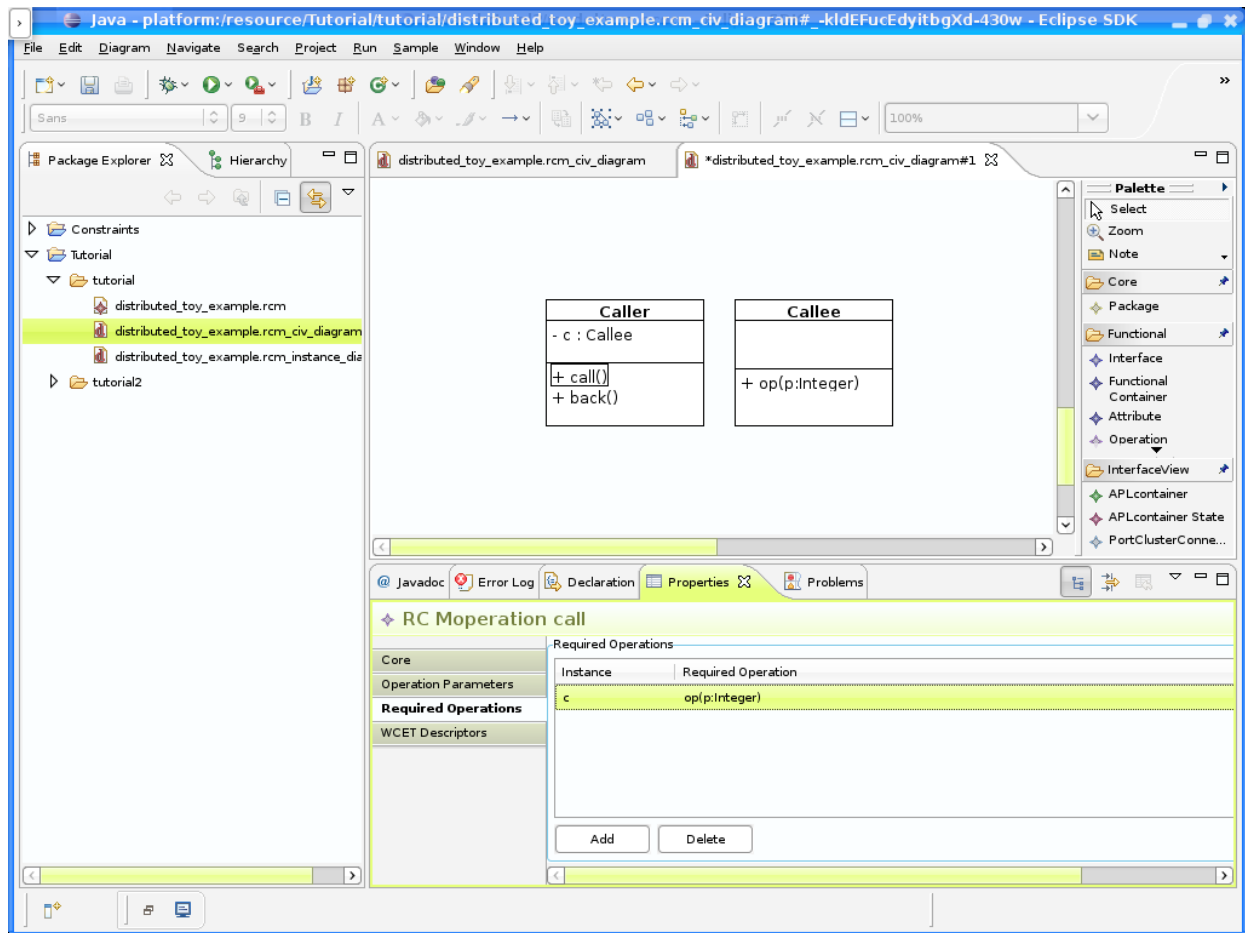 Java - platform:/resource/Tutorial/tutorial/distributed_toy_example.rcm_civ_diagram#_-kldEFucEdyitbgXd-430w - Eclipse SDK
File Edit Diagram Navigate Search Project Run Sample Window Help
Sans 9 B I A 100%
Package Explorer Hierarchy
distributed_toy_example.rcm_civ_diagram *distributed_toy_example.rcm_civ_diagram#1
Constraints
Tutorial
tutorial
distributed_toy_example.rcm
distributed_toy_example.rcm_civ_diagram
distributed_toy_example.rcm_instance_dia
tutorial2
Caller
- c : Callee
+ call()
+ back()
Callee
+ op(p:Integer)
Palette
Select
Zoom
Note
Core
Package
Functional
Interface
Functional
Container
Attribute
Operation
InterfaceView
APLcontainer
APLcontainer State
PortClusterConne...
@ Javadoc Error Log Declaration Properties Problems
RC Moperation call
Core
Operation Parameters
Required Operations
WCET Descriptors
Required Operations
Instance Required Operation
c op(p:Integer)
Add Delete